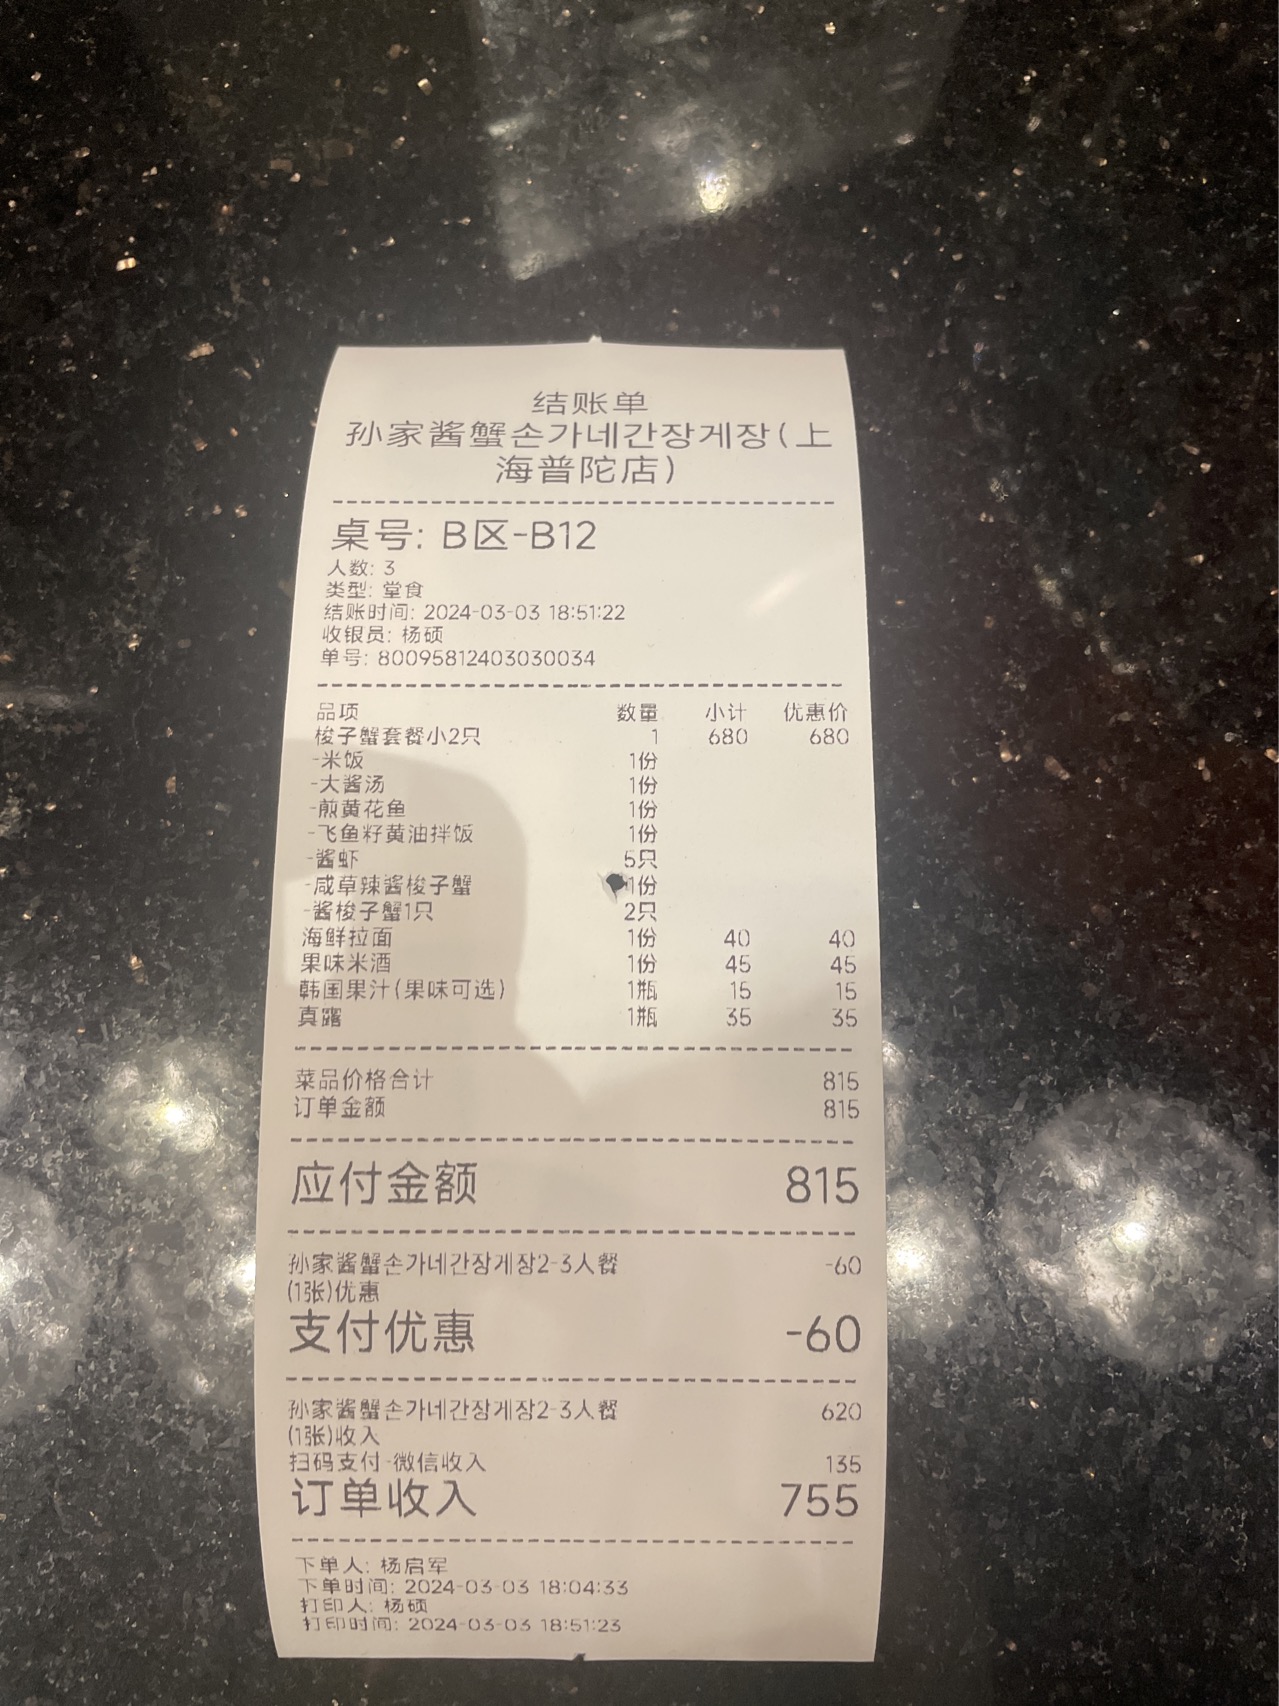 结账单
孙家酱蟹손가네간장게장(上
海普陀店)
桌号: B区-B12
人数: 3
类型: 堂食
结账时间: 2024-03-03 18:51:22
收银员: 杨硕
单号: 80095812403030034
品项 数量 小计 优惠价
梭子蟹套餐小2只 1 680 680
-米饭 1份
-大酱汤 1份
-煎黄花鱼 1份
-飞鱼籽黄油拌饭 1份
-酱虾 5只
-咸草辣酱梭子蟹 1份
-酱梭子蟹1只 2只
海鲜拉面 1份 40 40
果味米酒 1份 45 45
韩国果汁(果味可选) 1瓶 15 15
真露 1瓶 35 35
菜品价格合计 815
订单金额 815
应付金额 815
孙家酱蟹손가네간장게장2-3人餐 -60
(1张)优惠
支付优惠 -60
孙家酱蟹손가네간장게장2-3人餐 620
(1张)收入
扫码支付-微信收入 135
订单收入 755
下单人: 杨启军
下单时间: 2024-03-03 18:04:33
打印人: 杨硕
打印时间: 2024-03-03 18:51:23